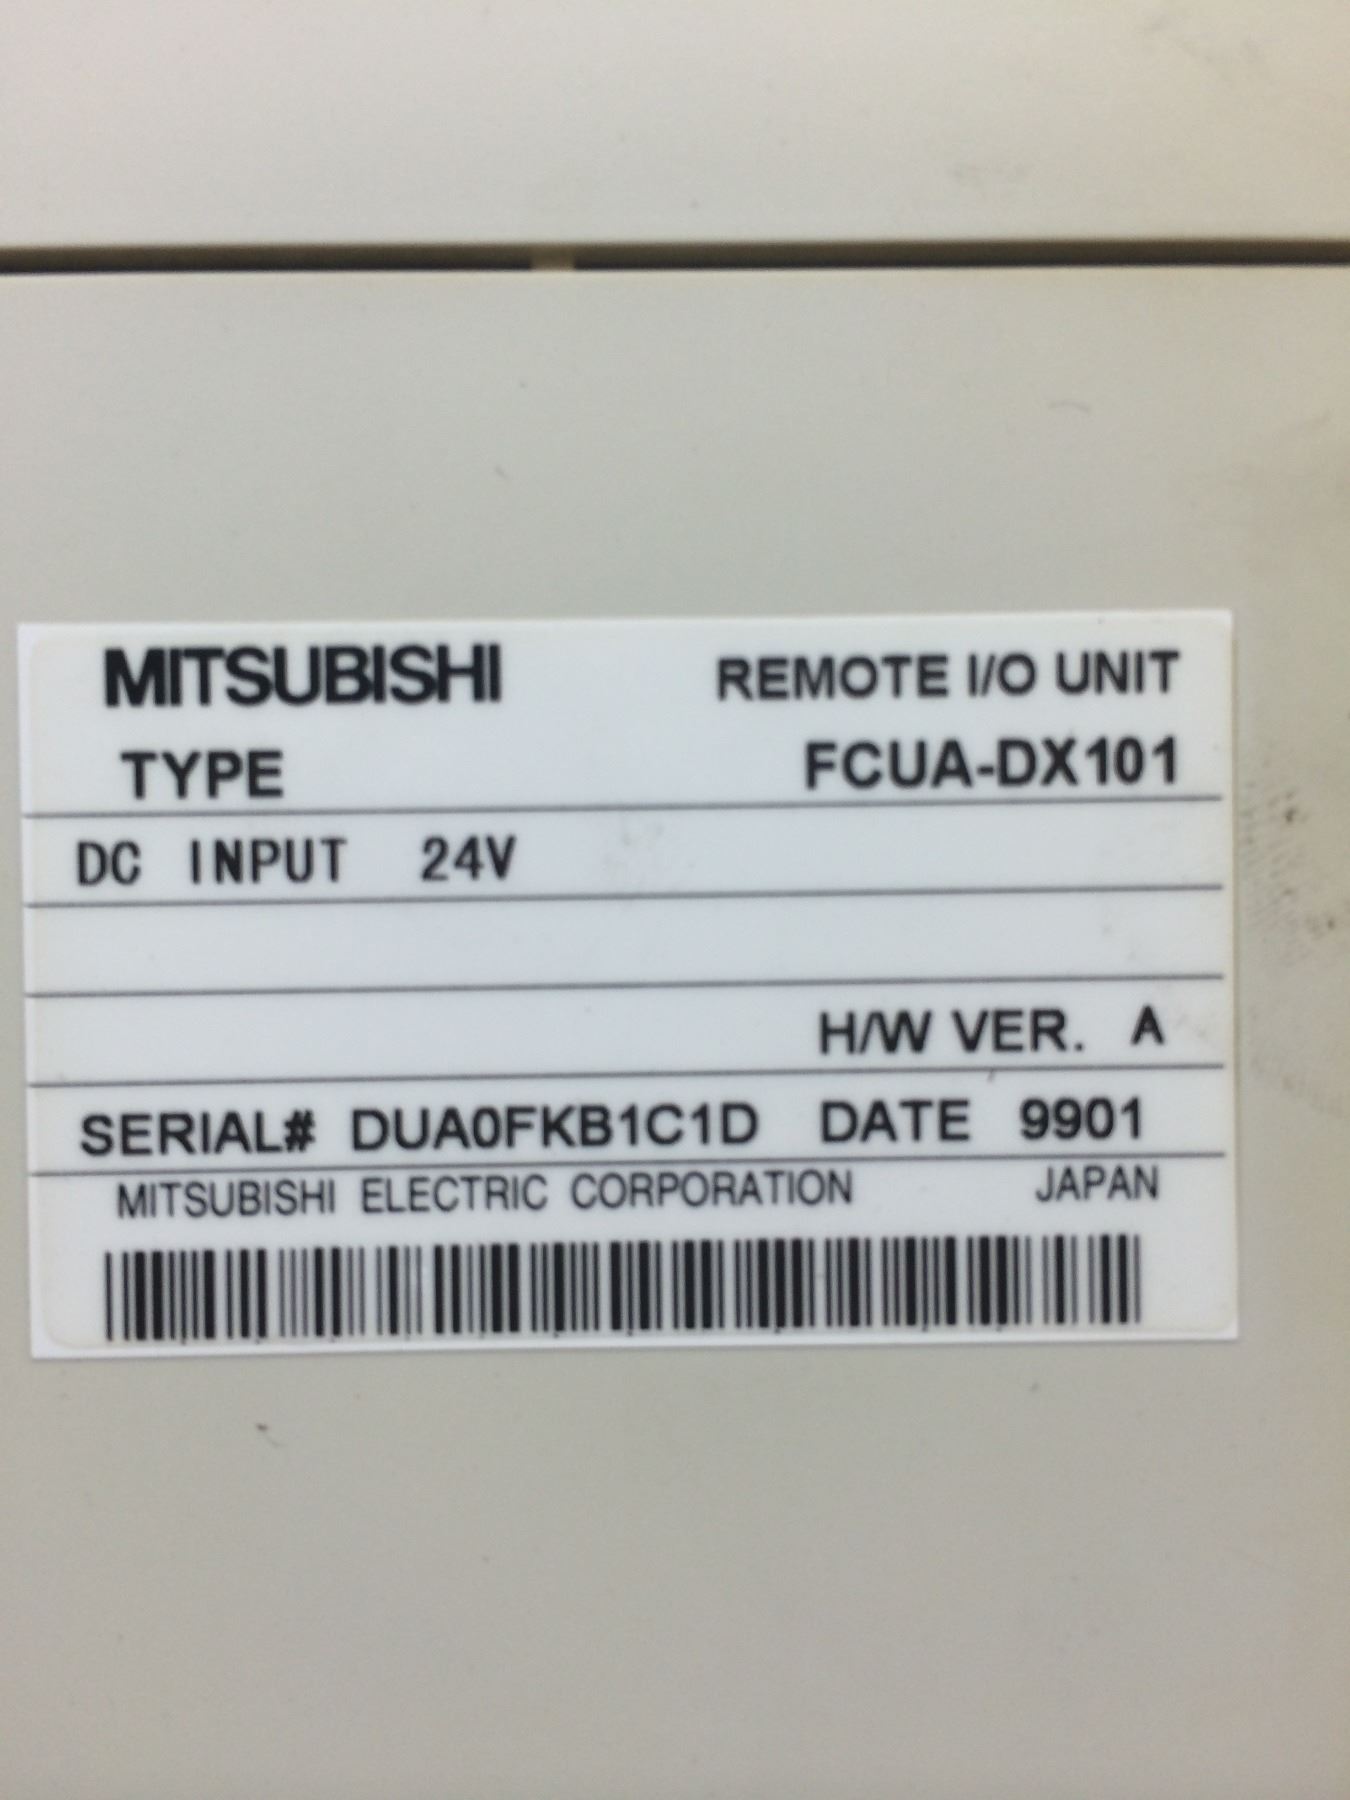 MITSUBISHI REMOTE I/O UNIT
TYPE FCUA-DX101
DC INPUT 24V
H/W VER. A
SERIAL# DUA0FKB1C1D DATE 9901
MITSUBISHI ELECTRIC CORPORATION JAPAN